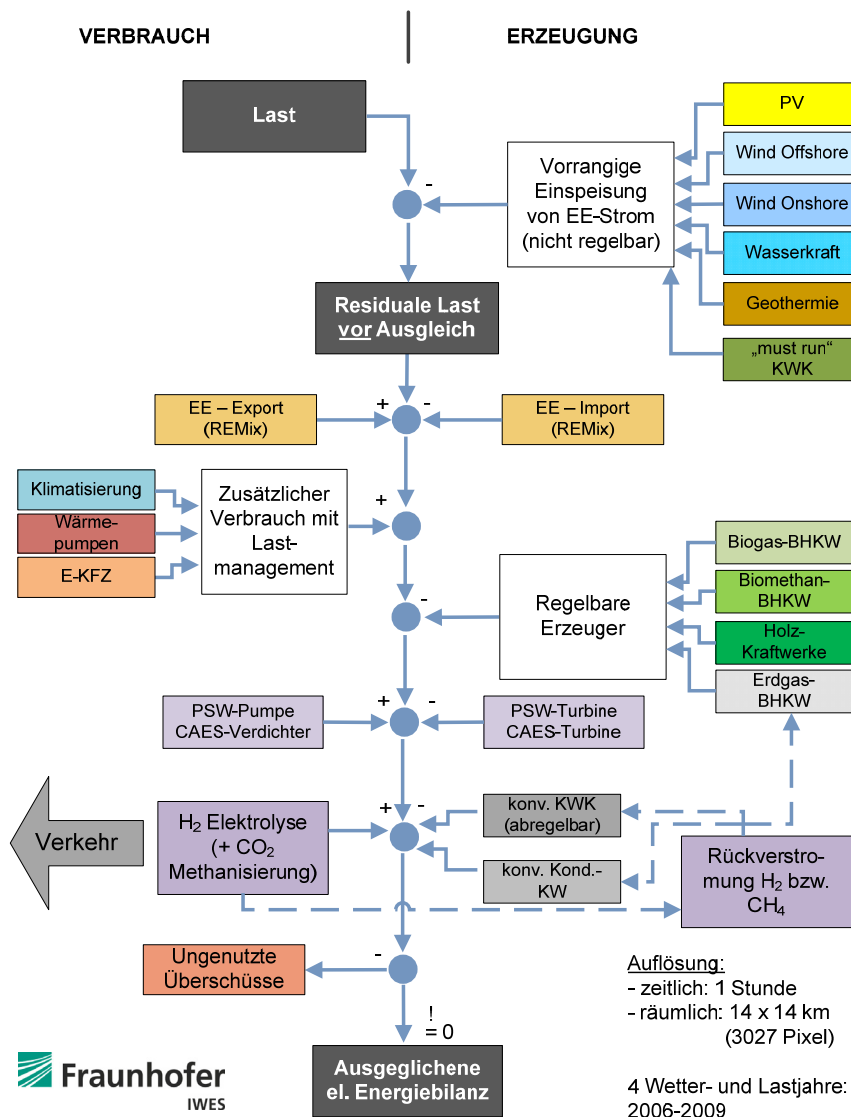 VERBRAUCH
ERZEUGUNG
Last
PV
Wind Offshore
Wind Onshore
Wasserkraft
Geothermie
„must run“
KWK
Vorrangige
Einspeisung
von EE-Strom
(nicht regelbar)
-
Residuale Last
vor Ausgleich
EE – Export
(REMix)
+
-
EE – Import
(REMix)
Klimatisierung
Wärme-
pumpen
E-KFZ
Zusätzlicher
Verbrauch mit
Last-
management
+
-
Regelbare
Erzeuger
Biogas-BHKW
Biomethan-
BHKW
Holz-
Kraftwerke
Erdgas-
BHKW
PSW-Pumpe
CAES-Verdichter
+
-
PSW-Turbine
CAES-Turbine
Verkehr
H2 Elektrolyse
(+ CO2
Methanisierung)
+
-
konv. KWK
(abregelbar)
konv. Kond.-
KW
Rückverstro-
mung H2 bzw.
CH4
Ungenutzte
Überschüsse
-
!
= 0
Ausgeglichene
el. Energiebilanz
Auflösung:
- zeitlich: 1 Stunde
- räumlich: 14 x 14 km
(3027 Pixel)
4 Wetter- und Lastjahre:
2006-2009
Fraunhofer
IWES